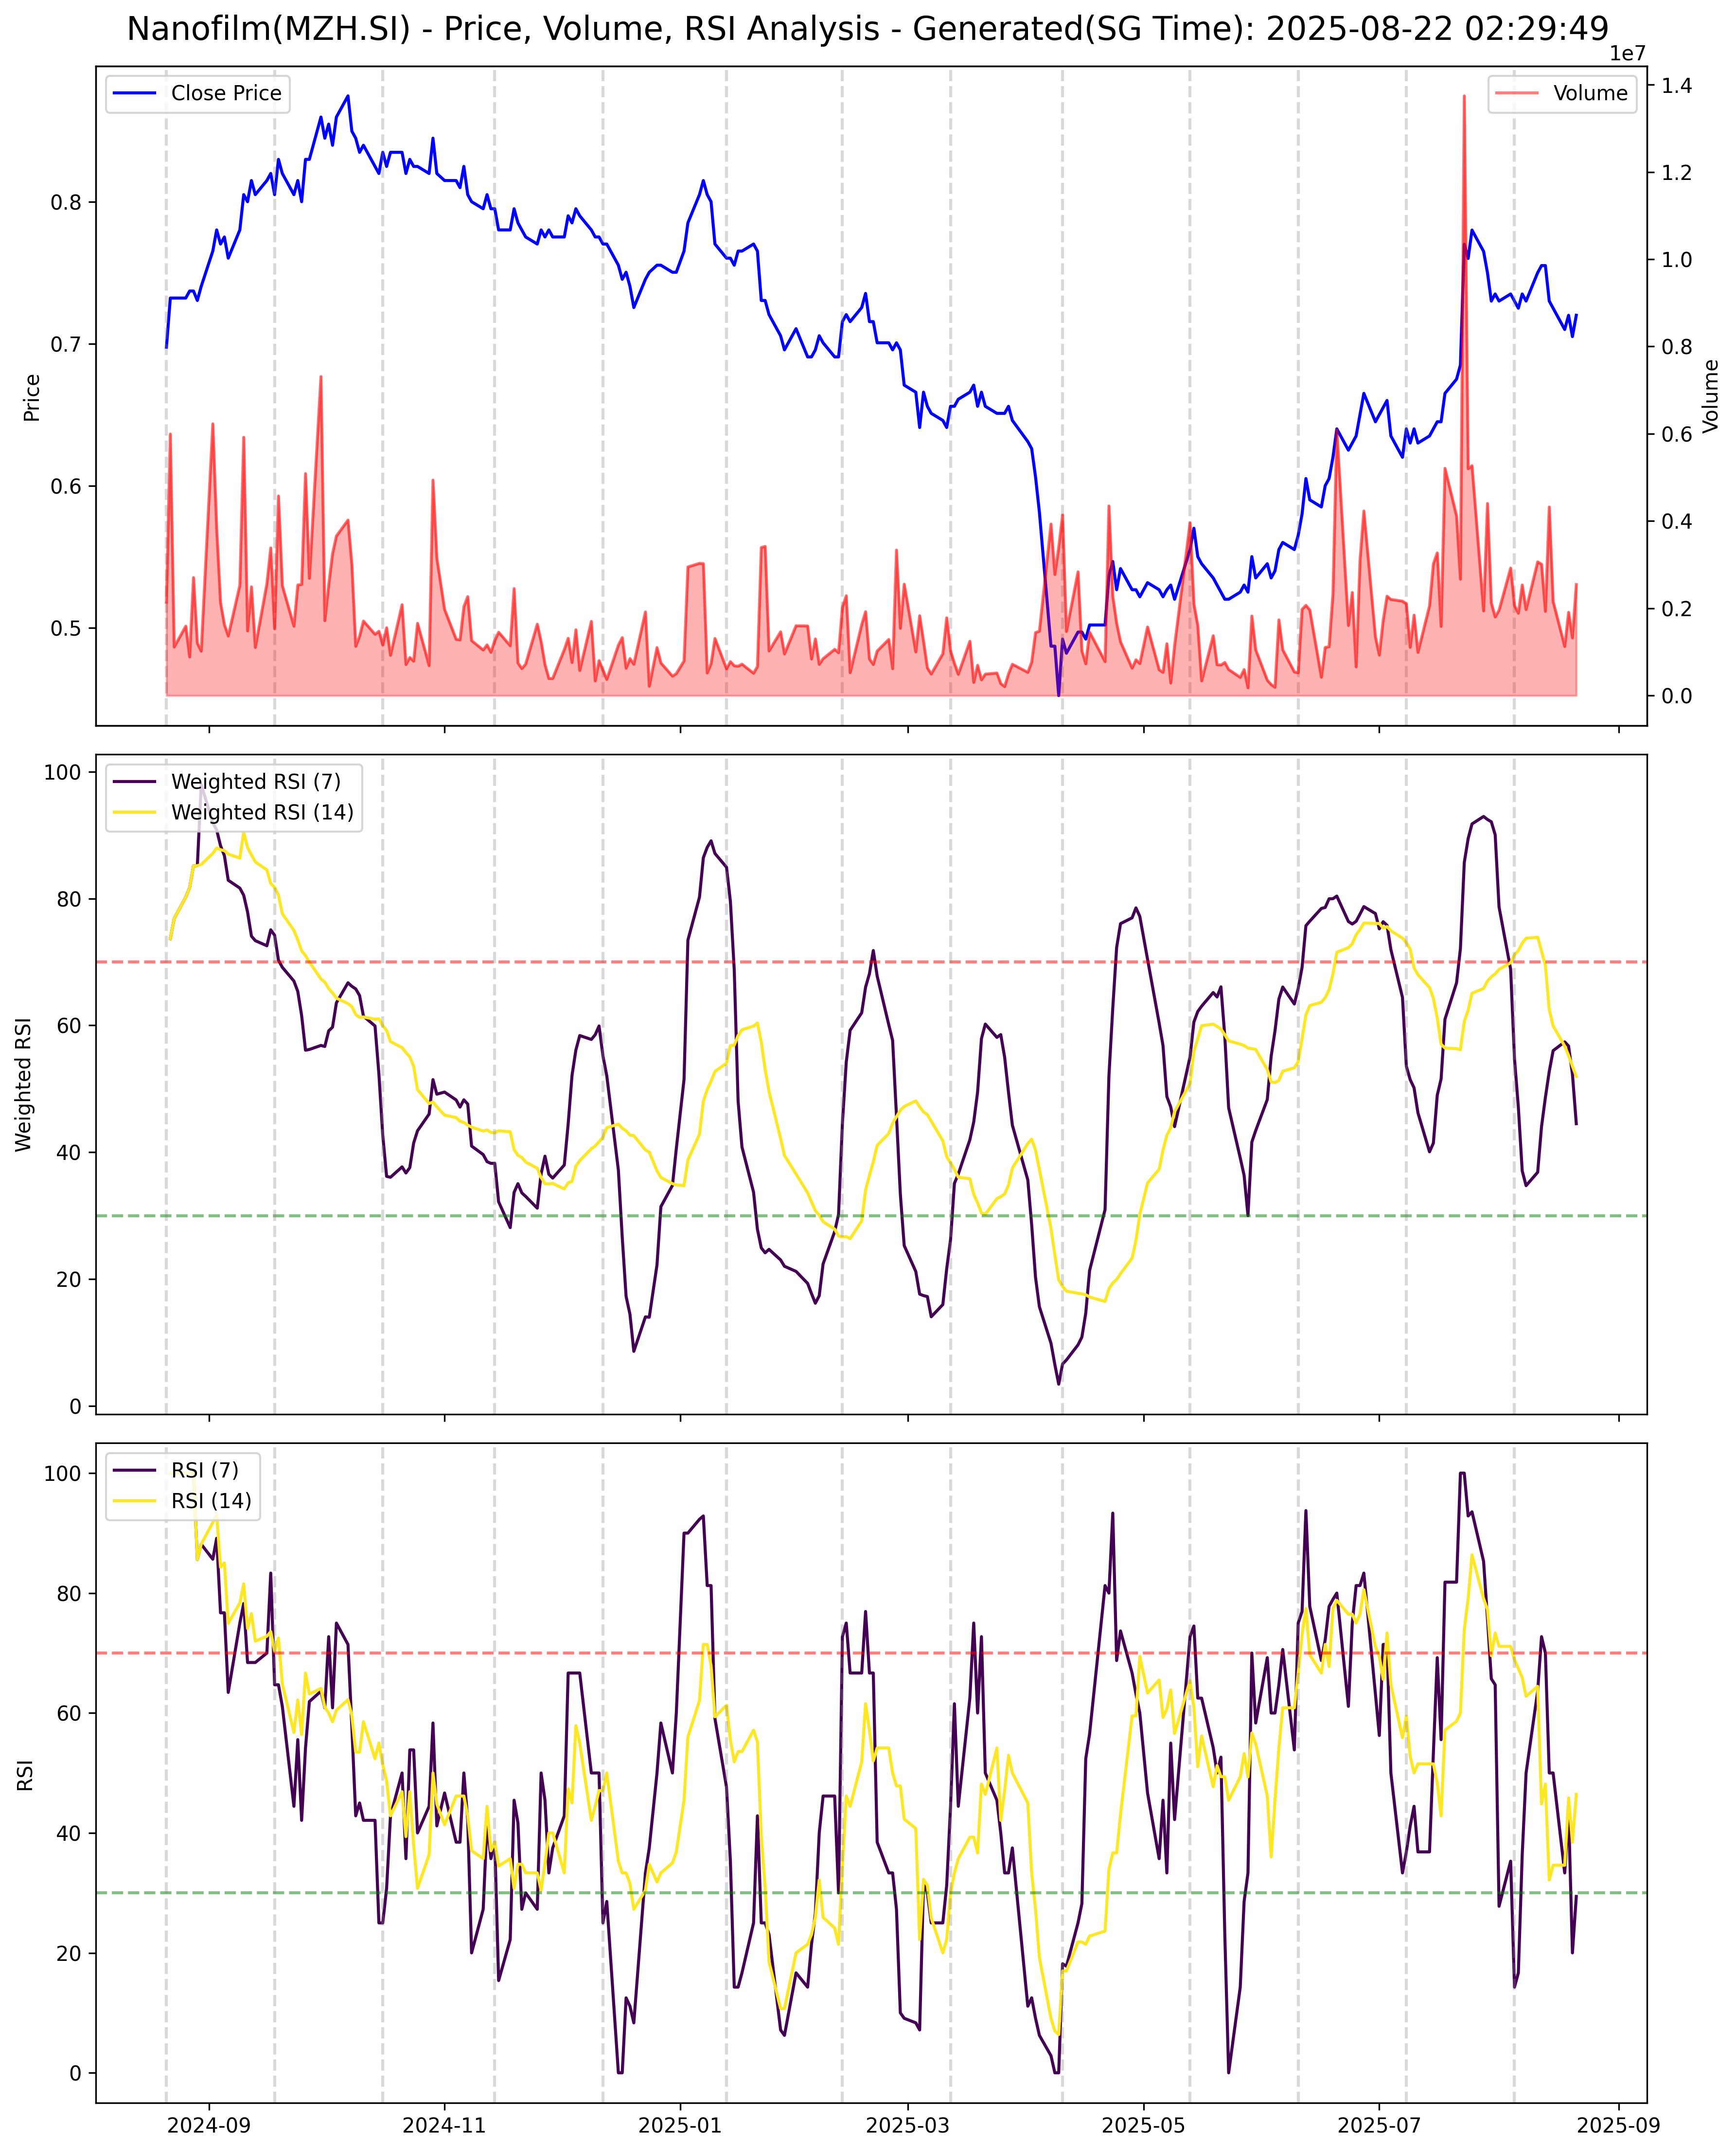 Nanofilm(MZH.SI) - Price, Volume, RSI Analysis - Generated(SG Time): 2025-08-22 02:29:49
1e7
Close Price
Volume
1.4
1.2
1.0
0.8
0.6
0.4
0.2
0.0
Volume
0.8
0.7
0.6
0.5
Price
Weighted RSI (7)
Weighted RSI (14)
100
80
60
40
20
0
Weighted RSI
RSI (7)
RSI (14)
100
80
60
40
20
0
RSI
2024-09
2024-11
2025-01
2025-03
2025-05
2025-07
2025-09